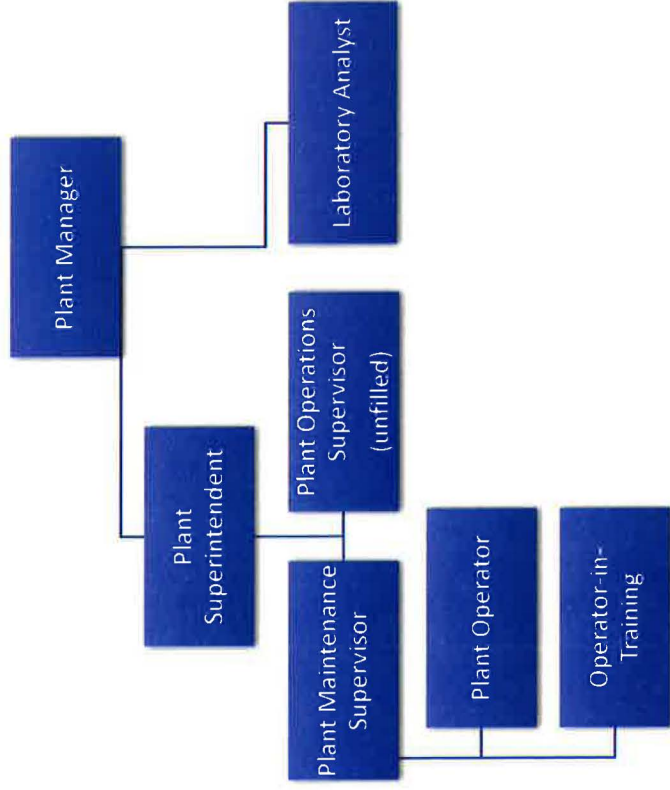 Plant Manager
Plant
Superintendent
Laboratory Analyst
Plant Maintenance
Supervisor
Plant Operations
Supervisor
(unfilled)
Plant Operator
Operator-in-
Training